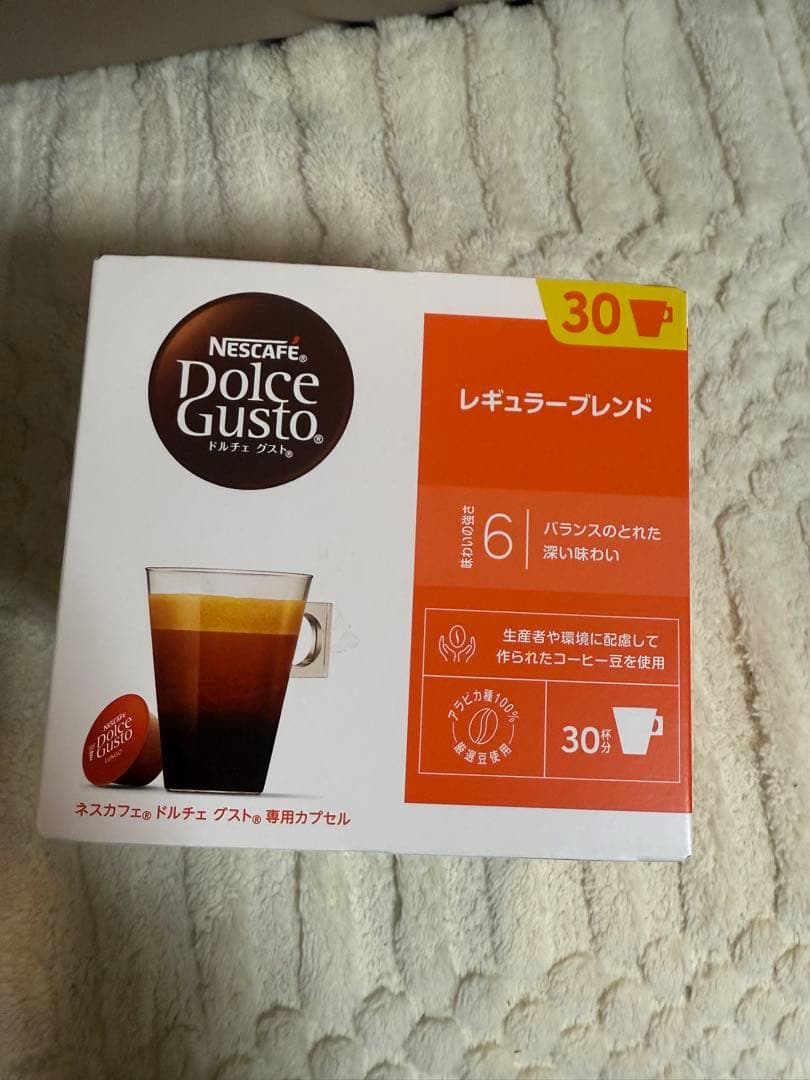 30
NESCAFÉ®
Dolce
Gusto®
ドルチェ グスト®
レギュラーブレンド
味わいの強さ
6
バランスのとれた
深い味わい
生産者や環境に配慮して
作られたコーヒー豆を使用
アラビカ種100%
厳選豆使用
30杯分
NESCAFÉ
Dolce
Gusto
LUNGO
ネスカフェ® ドルチェ グスト® 専用カプセル